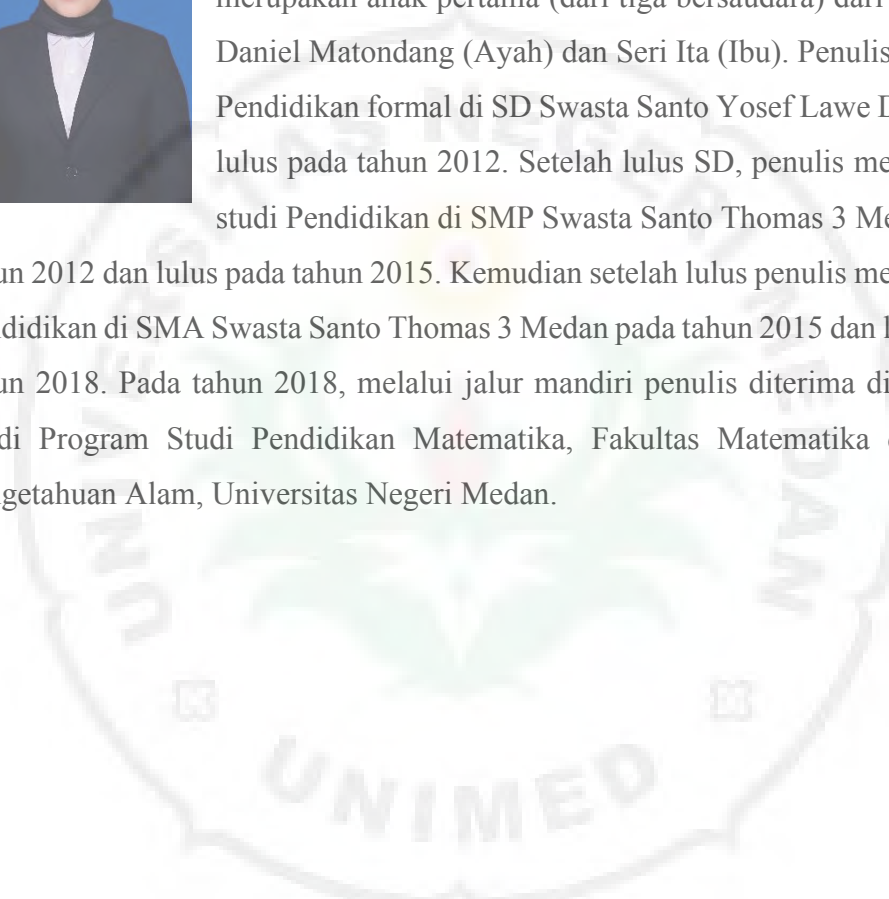 merupakan anak pertama (dari tiga bersaudara) dari
Daniel Matondang (Ayah) dan Seri Ita (Ibu). Penulis
Pendidikan formal di SD Swasta Santo Yosef Lawe D
lulus pada tahun 2012. Setelah lulus SD, penulis me
studi Pendidikan di SMP Swasta Santo Thomas 3 Me
un 2012 dan lulus pada tahun 2015. Kemudian setelah lulus penulis me
didikan di SMA Swasta Santo Thomas 3 Medan pada tahun 2015 dan l
un 2018. Pada tahun 2018, melalui jalur mandiri penulis diterima di
di Program Studi Pendidikan Matematika, Fakultas Matematika
getahuan Alam, Universitas Negeri Medan.
UNIVERSITAS NEGERI MEDAN
UNIMED